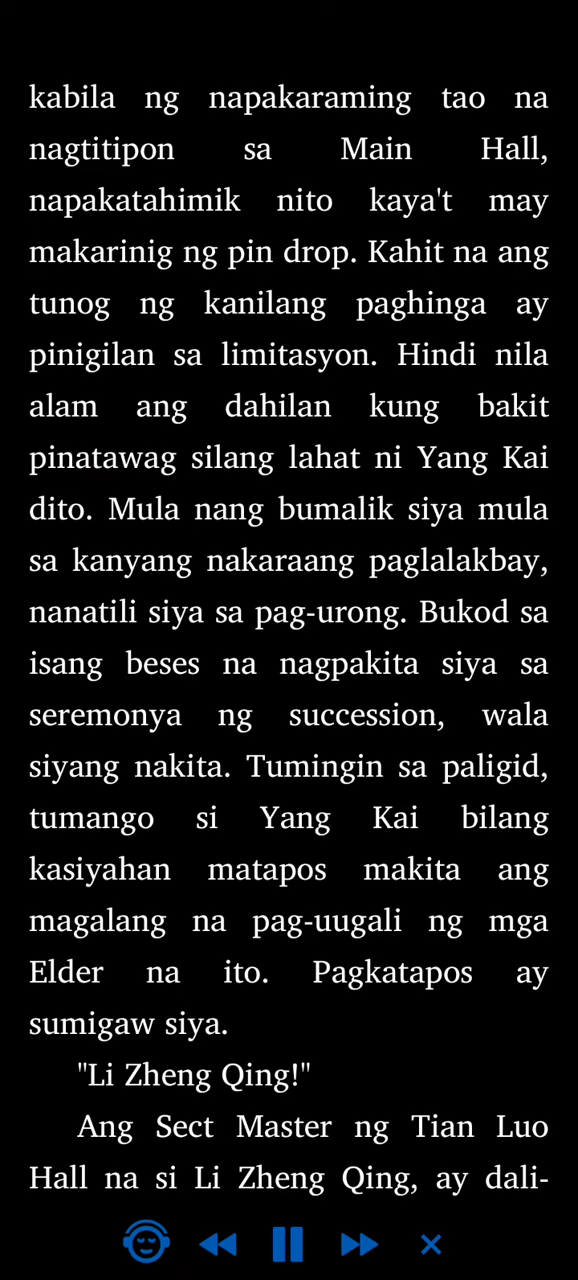 kabila ng napakaraming tao na
nagtitipon sa Main Hall,
napakatahimik nito kaya't may
makarinig ng pin drop. Kahit na ang
tunog ng kanilang paghinga ay
pinigilan sa limitasyon. Hindi nila
alam ang dahilan kung bakit
pinatawag silang lahat ni Yang Kai
dito. Mula nang bumalik siya mula
sa kanyang nakaraang paglalakbay,
nanatili siya sa pag-urong. Bukod sa
isang beses na nagpakita siya sa
seremonya ng succession, wala
siyang nakita. Tumingin sa paligid,
tumango si Yang Kai bilang
kasiyahan matapos makita ang
magalang na pag-uugali ng mga
Elder na ito. Pagkatapos ay
sumigaw siya.
"Li Zheng Qing!"
Ang Sect Master ng Tian Luo
Hall na si Li Zheng Qing, ay dali-